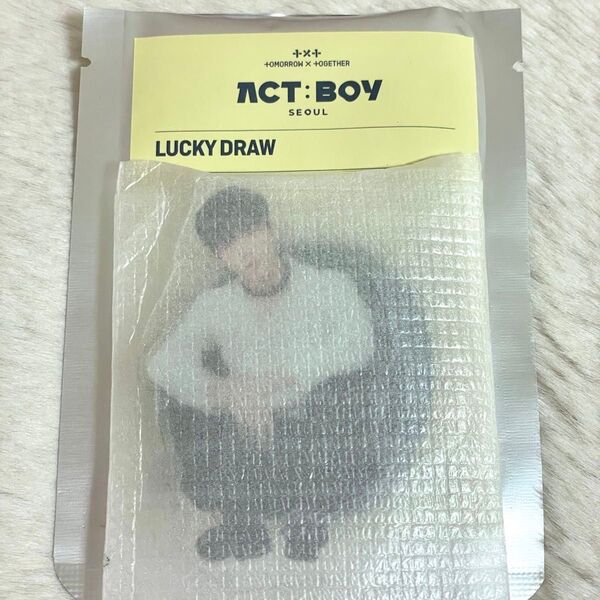 +×+
TOMORROW × TOGETHER
ACT:BOY
SEOUL
LUCKY DRAW